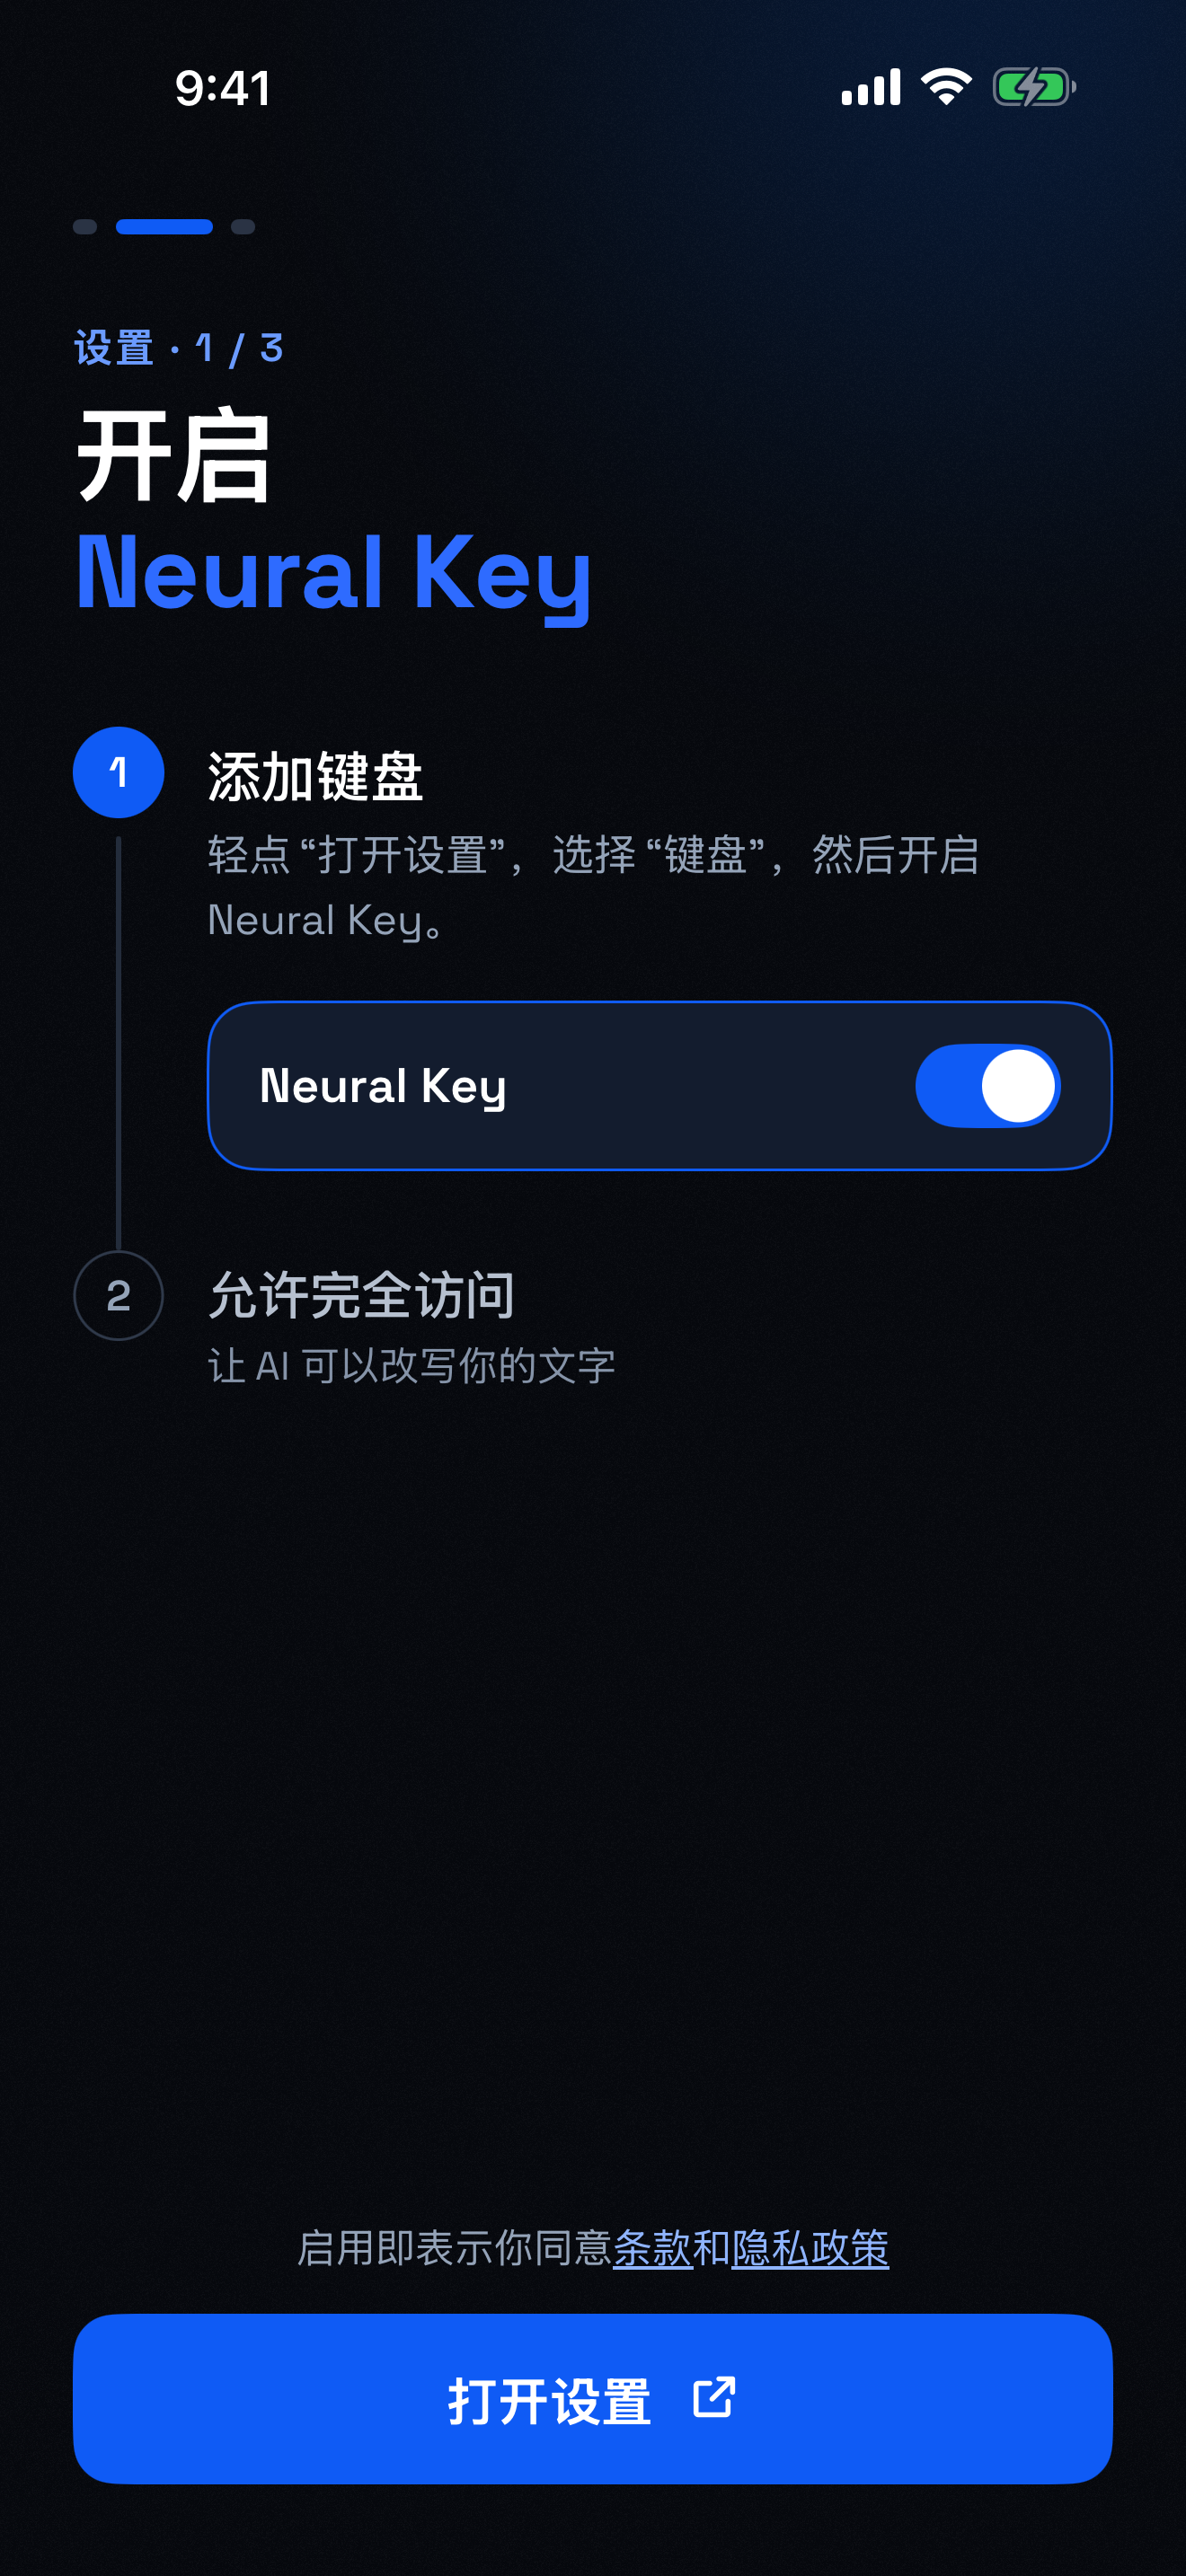 9:41
设置 · 1 / 3
开启
Neural Key
1
添加键盘
轻点 “打开设置”，选择 “键盘”，然后开启
Neural Key。
Neural Key
2
允许完全访问
让 AI 可以改写你的文字
启用即表示你同意条款和隐私政策
打开设置